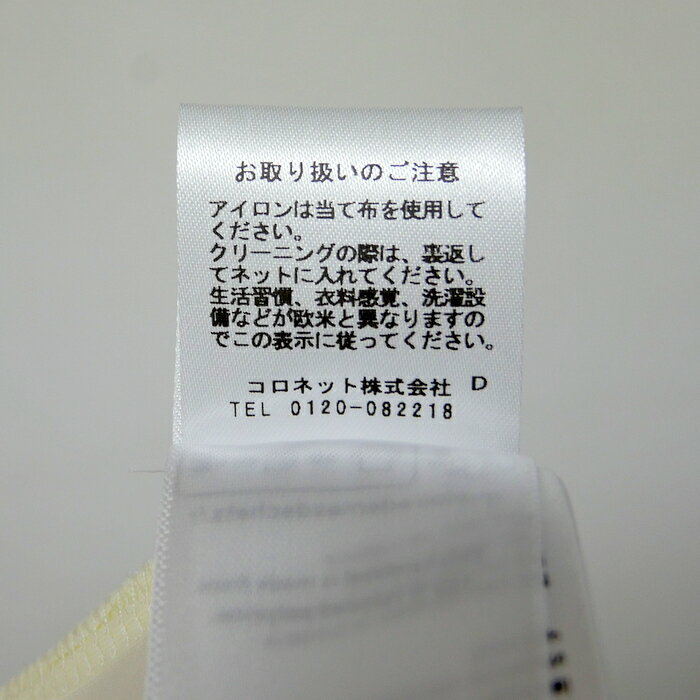 お取り扱いのご注意
アイロンは当て布を使用して
ください。
クリーニングの際は、裏返し
てネットに入れてください。
生活習慣、衣料感覚、洗濯設
備などが欧米と異なりますの
でこの表示に従ってください。
コロネット株式会社 D
TEL 0120-082218